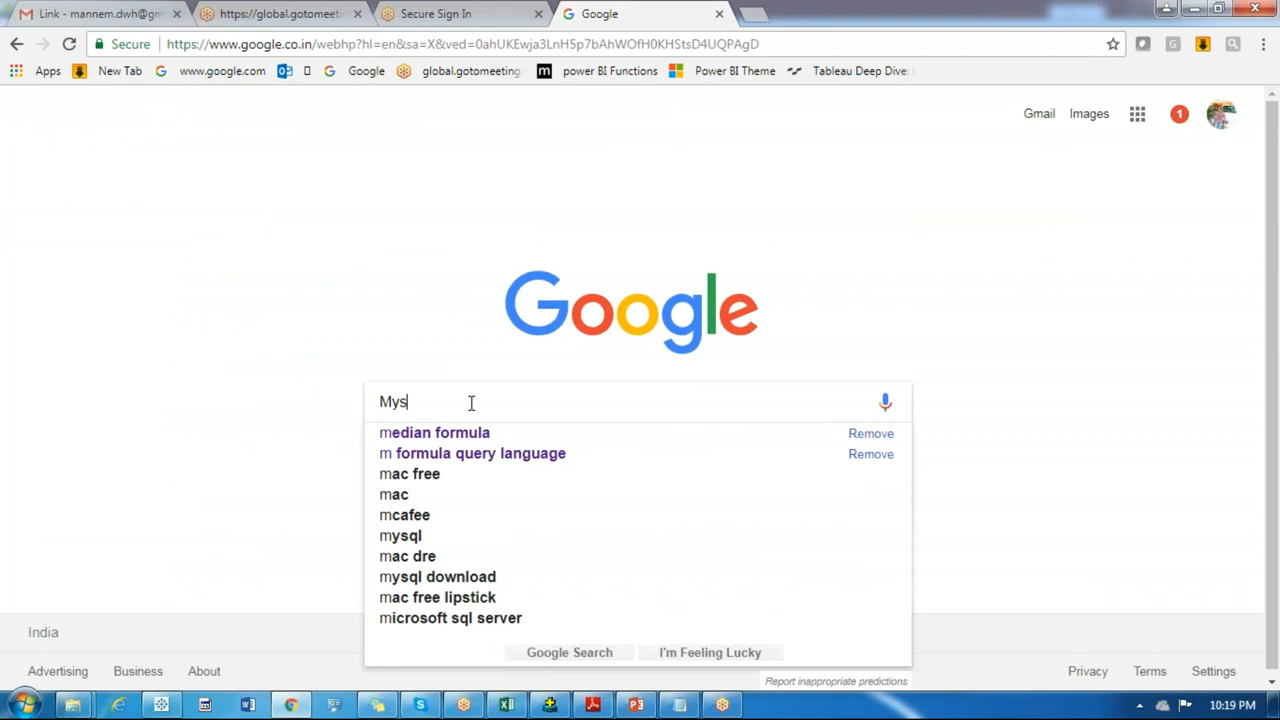 Link - mannem.dwh@gm
https://global.gotomeeti
Secure Sign In
Google
Secure
https://www.google.co.in/webhp?hl=en&sa=X&ved=0ahUKEwja3LnH5p7bAhWOfH0KHStsD4UQPAgD
Apps
New Tab
www.google.com
Google
global.gotomeeting.
power BI Functions
Power BI Theme
Tableau Deep Dive:
Gmail
Images
1
Google
Mys
median formula
Remove
m formula query language
Remove
mac free
mac
mcafee
mysql
mac dre
mysql download
mac free lipstick
microsoft sql server
Google Search
I'm Feeling Lucky
Report inappropriate predictions
India
Advertising
Business
About
Privacy
Terms
Settings
10:19 PM